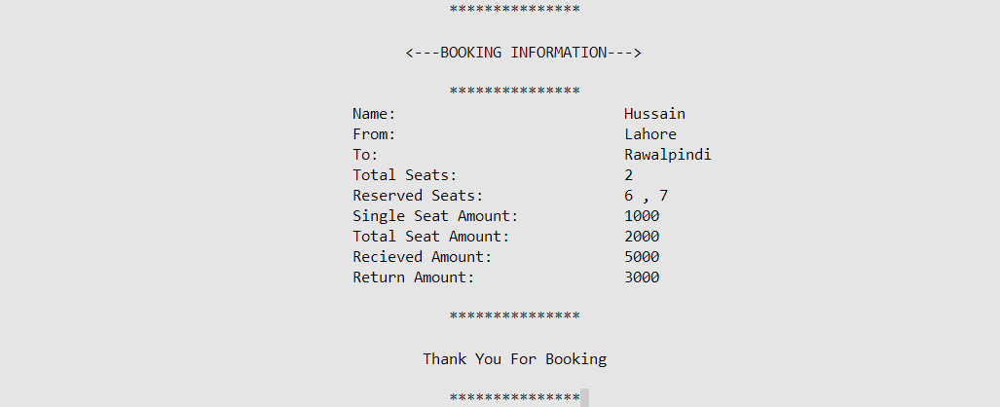 ***************
<---BOOKING INFORMATION--->
***************
Name: Hussain
From: Lahore
To: Rawalpindi
Total Seats: 2
Reserved Seats: 6 , 7
Single Seat Amount: 1000
Total Seat Amount: 2000
Recieved Amount: 5000
Return Amount: 3000
***************
Thank You For Booking
***************